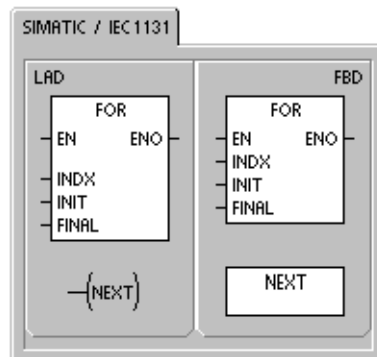 SIMATIC / IEC1131
LAD
FOR
EN ENO
INDX
INIT
FINAL
NEXT
FBD
FOR
EN ENO
INDX
INIT
FINAL
NEXT